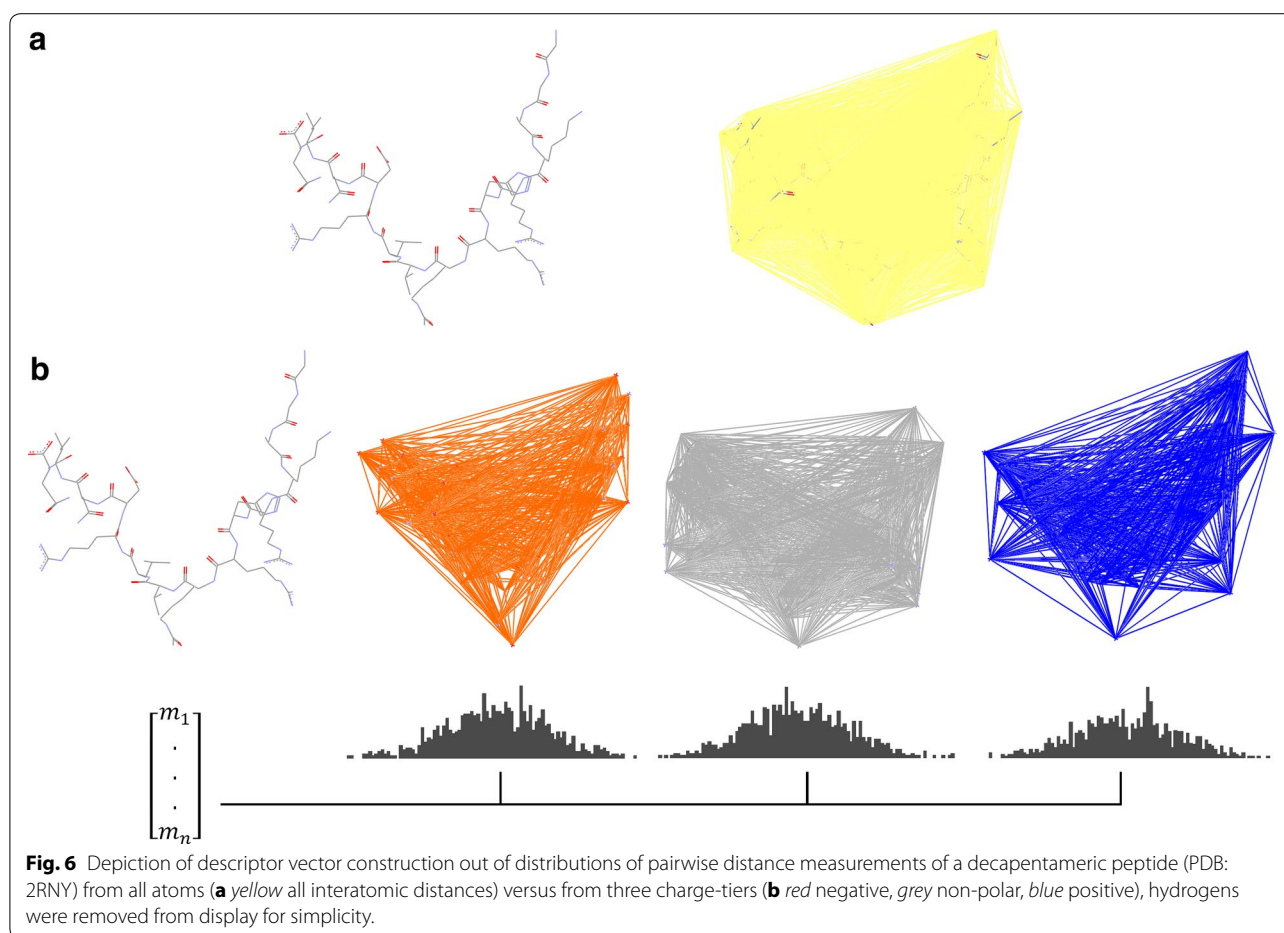 a
b
m1
.
.
.
mn
Fig. 6 Depiction of descriptor vector construction out of distributions of pairwise distance measurements of a decapentameric peptide (PDB:
2RNY) from all atoms (a yellow all interatomic distances) versus from three charge-tiers (b red negative, grey non-polar, blue positive), hydrogens
were removed from display for simplicity.